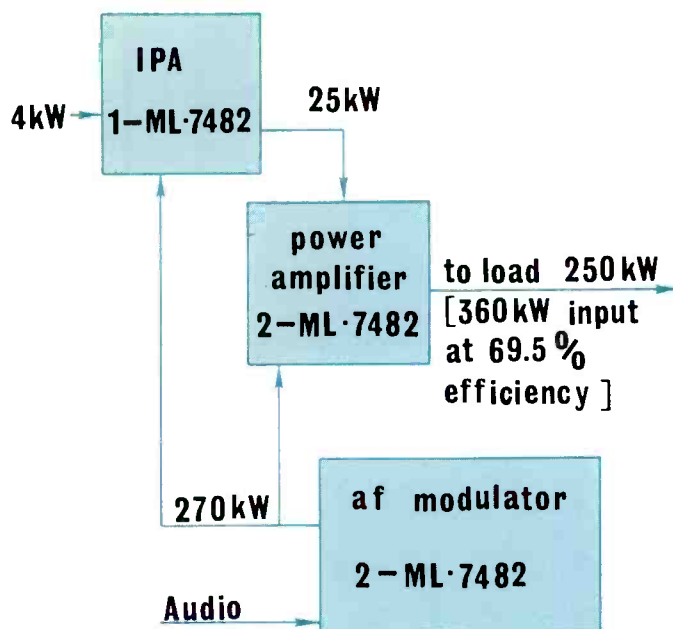 IPA
1-ML·7482
4kW
25kW
power
amplifier
2-ML·7482
to load 250kW
[360kW input
at 69.5%
efficiency]
270kW
af modulator
2-ML·7482
Audio